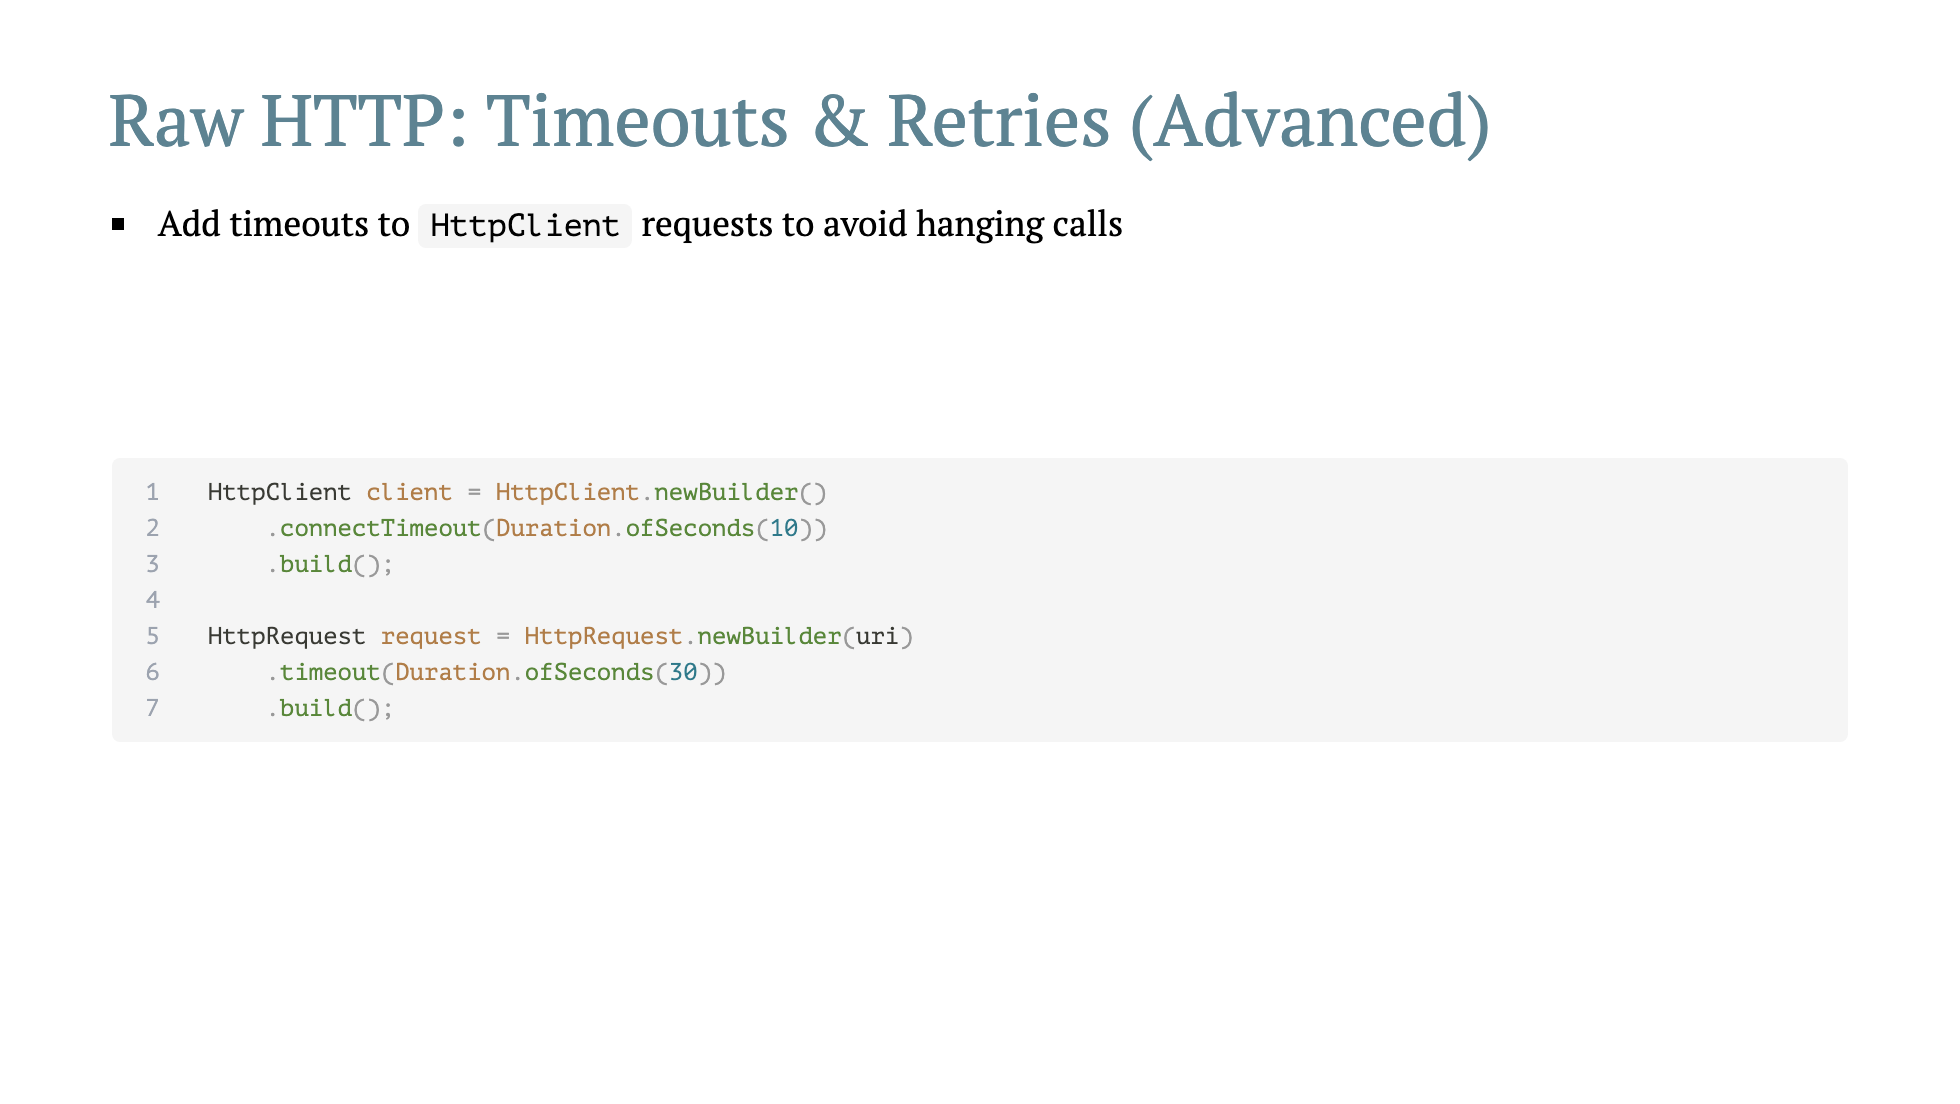 Raw HTTP: Timeouts & Retries (Advanced)
▪ Add timeouts to HttpClient requests to avoid hanging calls
1 HttpClient client = HttpClient.newBuilder()
2     .connectTimeout(Duration.ofSeconds(10))
3     .build();
4
5 HttpRequest request = HttpRequest.newBuilder(uri)
6     .timeout(Duration.ofSeconds(30))
7     .build();